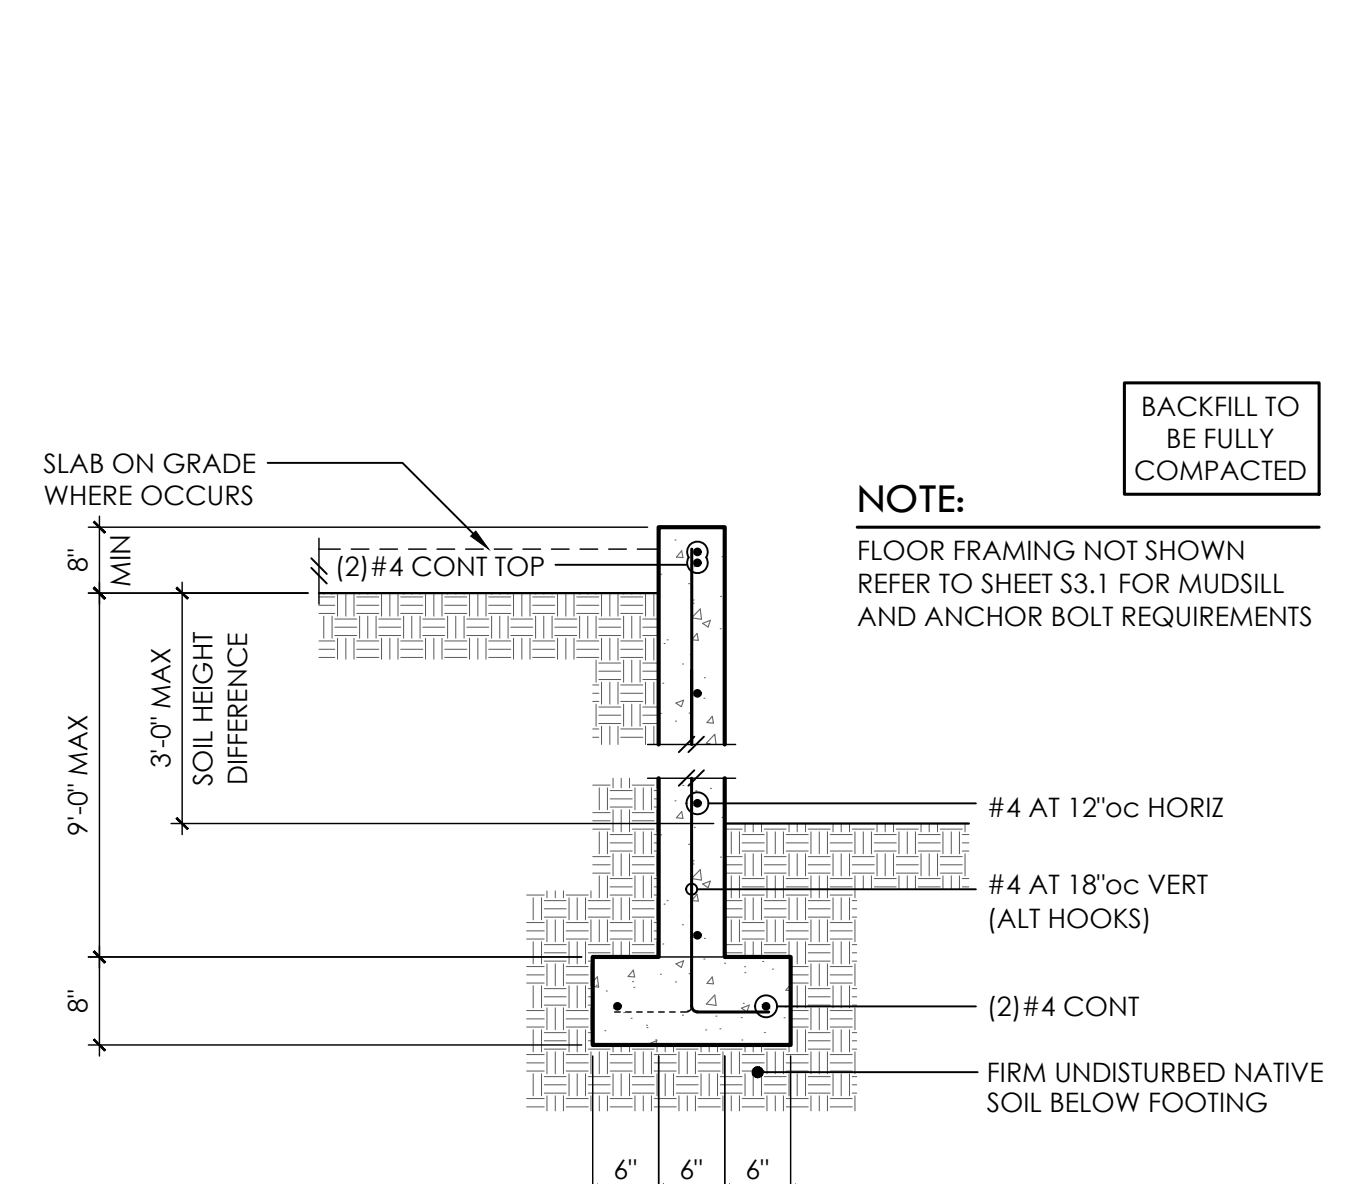 BACKFILL TO
BE FULLY
COMPACTED
SLAB ON GRADE
WHERE OCCURS
NOTE:
FLOOR FRAMING NOT SHOWN
REFER TO SHEET S3.1 FOR MUDSILL
AND ANCHOR BOLT REQUIREMENTS
8"
MIN
(2)#4 CONT TOP
9'-0" MAX
3'-0" MAX
SOIL HEIGHT
DIFFERENCE
#4 AT 12"oc HORIZ
#4 AT 18"oc VERT
(ALT HOOKS)
8"
(2)#4 CONT
FIRM UNDISTURBED NATIVE
SOIL BELOW FOOTING
6" 6" 6"